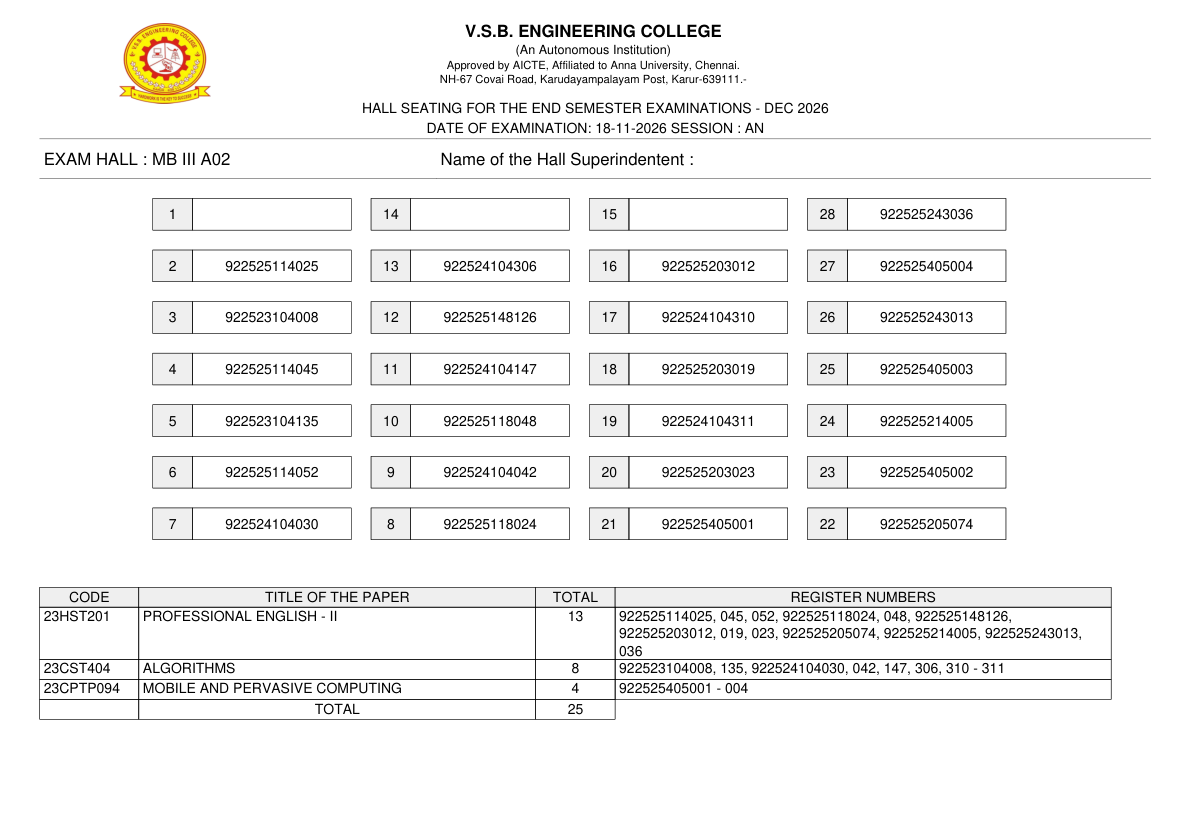 V.S.B. ENGINEERING COLLEGE
(An Autonomous Institution)
Approved by AICTE, Affiliated to Anna University, Chennai.
NH-67 Covai Road, Karudayampalayam Post, Karur-639111.-
HALL SEATING FOR THE END SEMESTER EXAMINATIONS - DEC 2026
DATE OF EXAMINATION: 18-11-2026 SESSION : AN
EXAM HALL : MB III A02 Name of the Hall Superintendent :
1 14 15 28 922525243036
2 922525114025 13 922524104306 16 922525203012 27 922525405004
3 922523104008 12 922525148126 17 922524104310 26 922525243013
4 922525114045 11 922524104147 18 922525203019 25 922525405003
5 922523104135 10 922525118048 19 922524104311 24 922525214005
6 922525114052 9 922524104042 20 922525203023 23 922525405002
7 922524104030 8 922525118024 21 922525405001 22 922525205074
CODE TITLE OF THE PAPER TOTAL REGISTER NUMBERS
23HST201 PROFESSIONAL ENGLISH - II 13 922525114025, 045, 052, 922525118024, 048, 922525148126,
922525203012, 019, 023, 922525205074, 922525214005, 922525243013,
036
23CST404 ALGORITHMS 8 922523104008, 135, 922524104030, 042, 147, 306, 310 - 311
23CPTP094 MOBILE AND PERVASIVE COMPUTING 4 922525405001 - 004
TOTAL 25